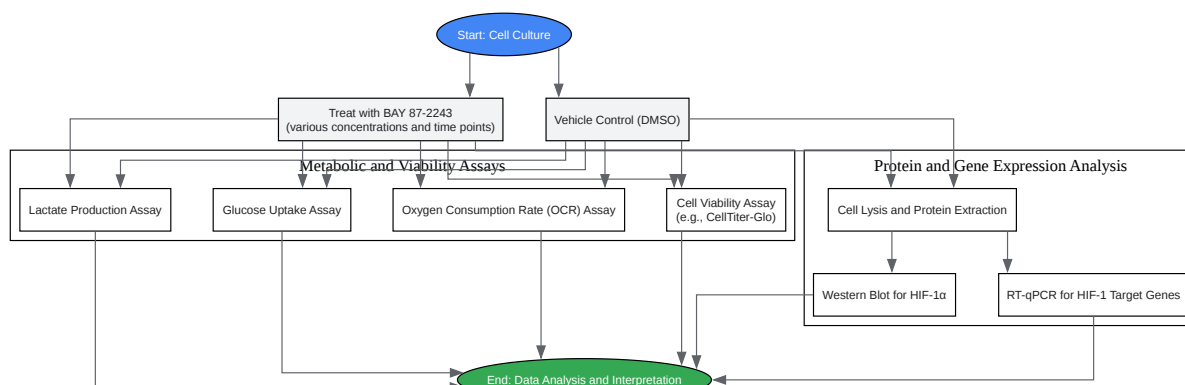 Start: Cell Culture
Treat with BAY 87-2243
(various concentrations and time points)
Vehicle Control (DMSO)
Metabolic and Viability Assays
Protein and Gene Expression Analysis
Lactate Production Assay
Glucose Uptake Assay
Oxygen Consumption Rate (OCR) Assay
Cell Viability Assay
(e.g., CellTiter-Glo)
Cell Lysis and Protein Extraction
Western Blot for HIF-1α
RT-qPCR for HIF-1 Target Genes
End: Data Analysis and Interpretation